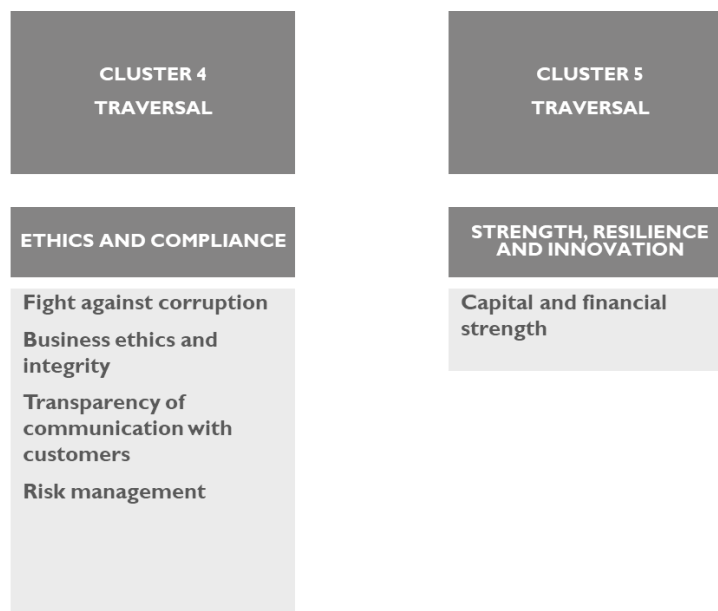 CLUSTER 4
TRAVERSAL
CLUSTER 5
TRAVERSAL
ETHICS AND COMPLIANCE
STRENGTH, RESILIENCE
AND INNOVATION
Fight against corruption
Business ethics and
integrity
Transparency of
communication with
customers
Risk management
Capital and financial
strength